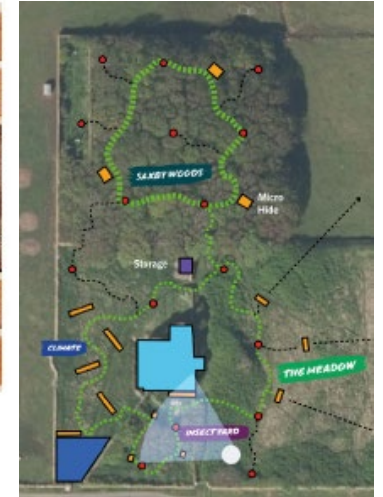 SAXBY WOODS
Micro
Hide
Storage
CLIMATE
THE MEADOW
INSECT YARD